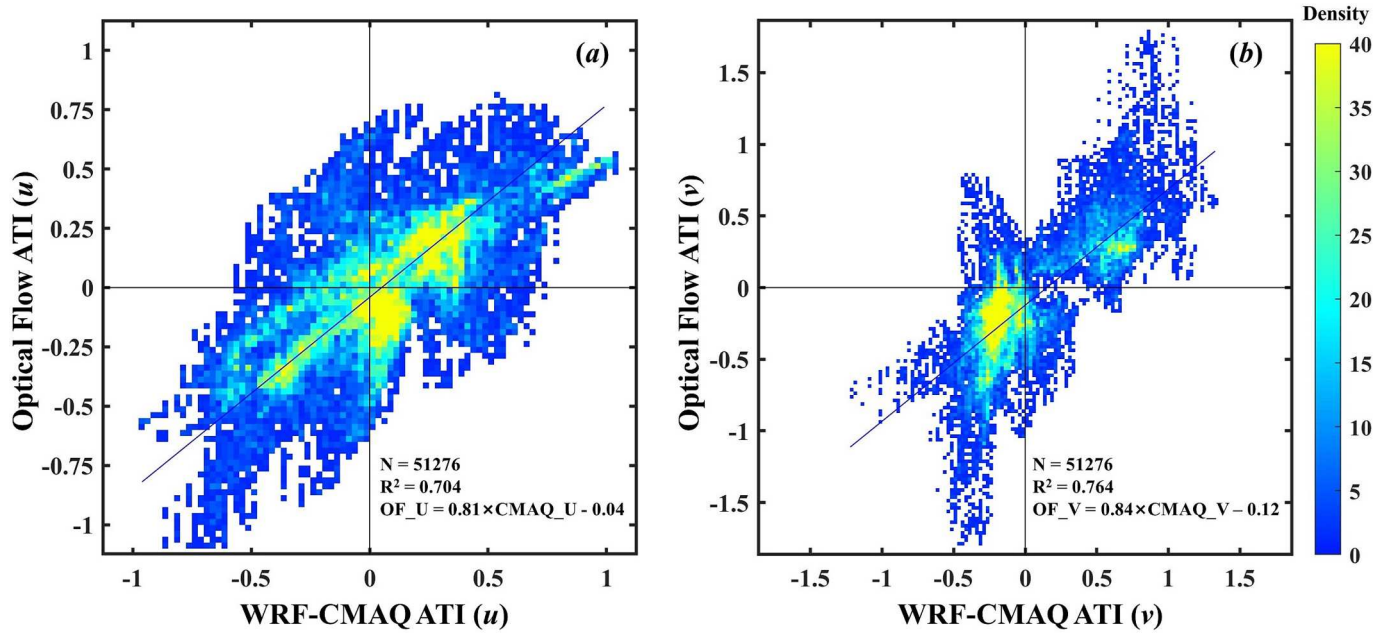 (a)
1
0.75
0.5
0.25
0
-0.25
-0.5
-0.75
-1
Optical Flow ATI (u)
N = 51276
R² = 0.704
OF_U = 0.81×CMAQ_U - 0.04
-1 -0.5 0 0.5 1
WRF-CMAQ ATI (u)
(b)
1.5
1
0.5
0
-0.5
-1
-1.5
Optical Flow ATI (v)
N = 51276
R² = 0.764
OF_V = 0.84×CMAQ_V – 0.12
-1.5 -1 -0.5 0 0.5 1 1.5
WRF-CMAQ ATI (v)
Density
40
35
30
25
20
15
10
5
0